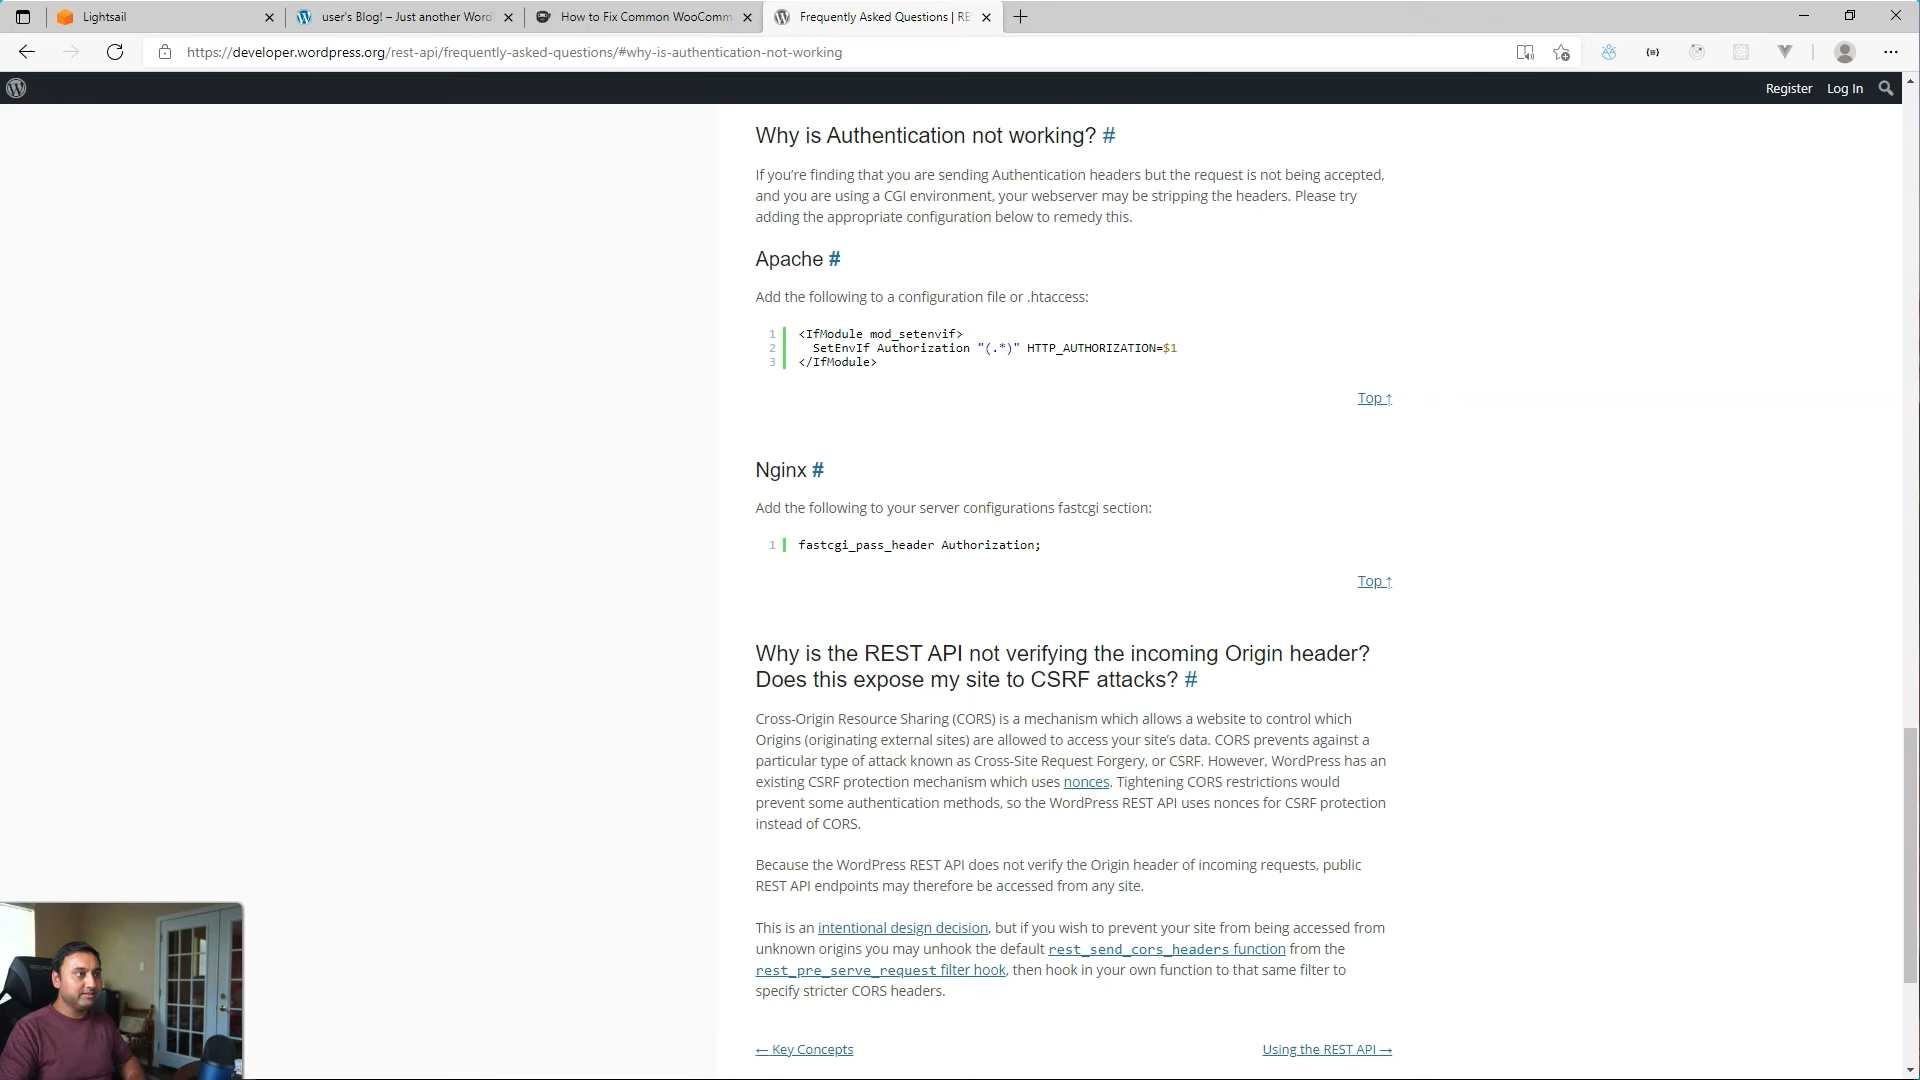 Lightsail
user's Blog! – Just another Word
How to Fix Common WooComm
Frequently Asked Questions | RE
https://developer.wordpress.org/rest-api/frequently-asked-questions/#why-is-authentication-not-working
Register Log In
Why is Authentication not working? #
If you’re finding that you are sending Authentication headers but the request is not being accepted,
and you are using a CGI environment, your webserver may be stripping the headers. Please try
adding the appropriate configuration below to remedy this.
Apache #
Add the following to a configuration file or .htaccess:
1 <IfModule mod_setenvif>
2 SetEnvIf Authorization "(.*)" HTTP_AUTHORIZATION=$1
3 </IfModule>
Top ↑
Nginx #
Add the following to your server configurations fastcgi section:
1 fastcgi_pass_header Authorization;
Top ↑
Why is the REST API not verifying the incoming Origin header?
Does this expose my site to CSRF attacks? #
Cross-Origin Resource Sharing (CORS) is a mechanism which allows a website to control which
Origins (originating external sites) are allowed to access your site’s data. CORS prevents against a
particular type of attack known as Cross-Site Request Forgery, or CSRF. However, WordPress has an
existing CSRF protection mechanism which uses nonces. Tightening CORS restrictions would
prevent some authentication methods, so the WordPress REST API uses nonces for CSRF protection
instead of CORS.
Because the WordPress REST API does not verify the Origin header of incoming requests, public
REST API endpoints may therefore be accessed from any site.
This is an intentional design decision, but if you wish to prevent your site from being accessed from
unknown origins you may unhook the default rest_send_cors_headers function from the
rest_pre_serve_request filter hook, then hook in your own function to that same filter to
specify stricter CORS headers.
← Key Concepts
Using the REST API →